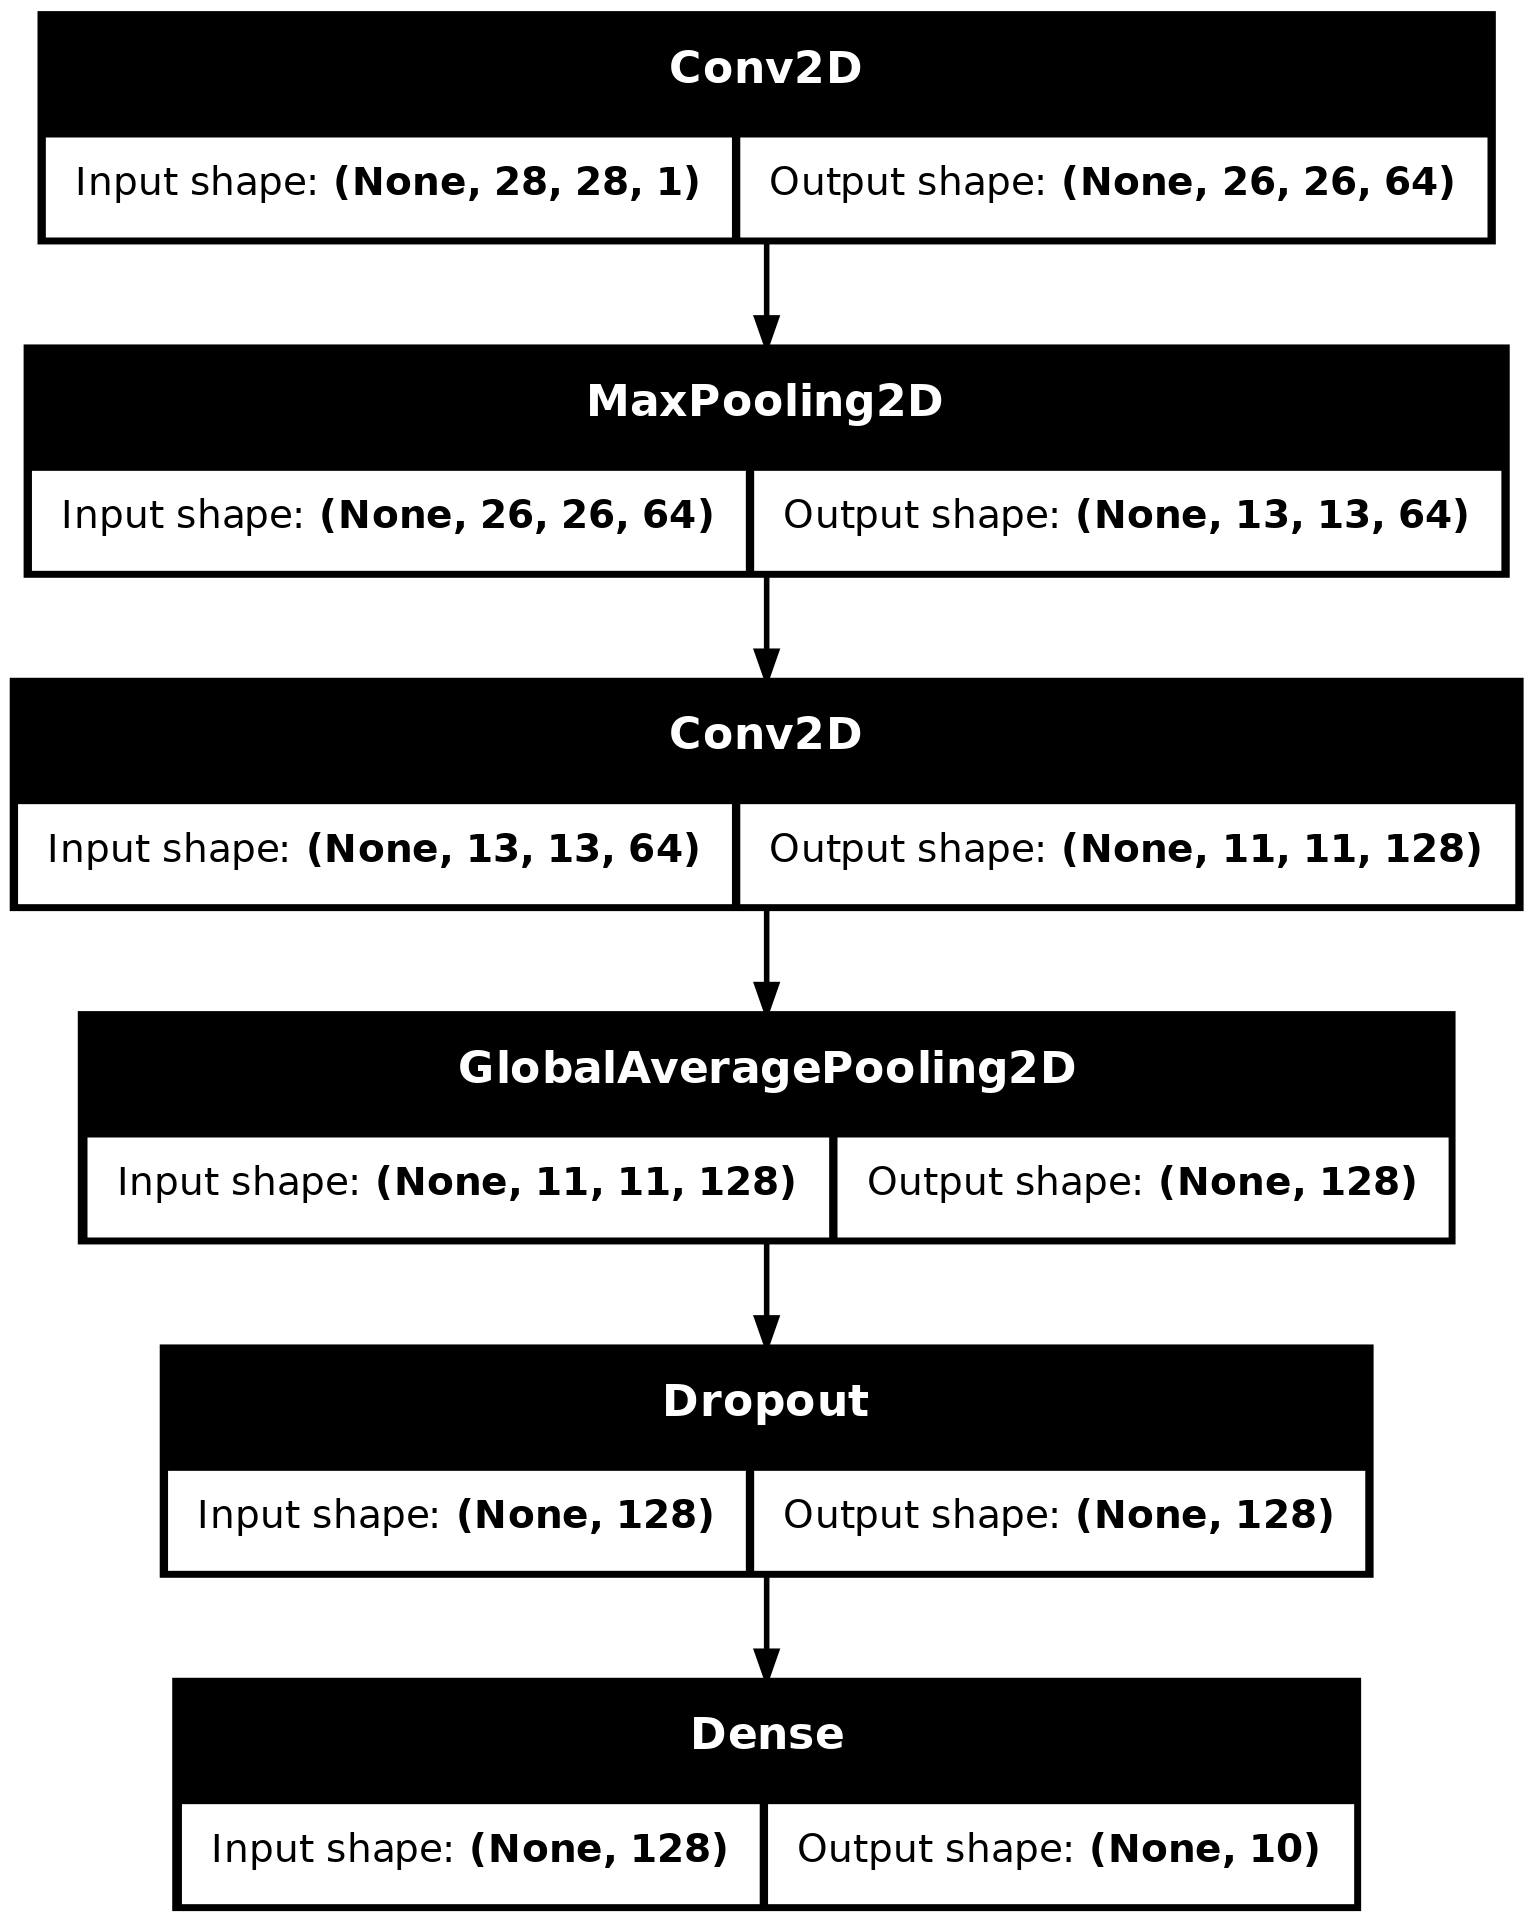 Conv2D
Input shape: (None, 28, 28, 1) Output shape: (None, 26, 26, 64)
MaxPooling2D
Input shape: (None, 26, 26, 64) Output shape: (None, 13, 13, 64)
Conv2D
Input shape: (None, 13, 13, 64) Output shape: (None, 11, 11, 128)
GlobalAveragePooling2D
Input shape: (None, 11, 11, 128) Output shape: (None, 128)
Dropout
Input shape: (None, 128) Output shape: (None, 128)
Dense
Input shape: (None, 128) Output shape: (None, 10)